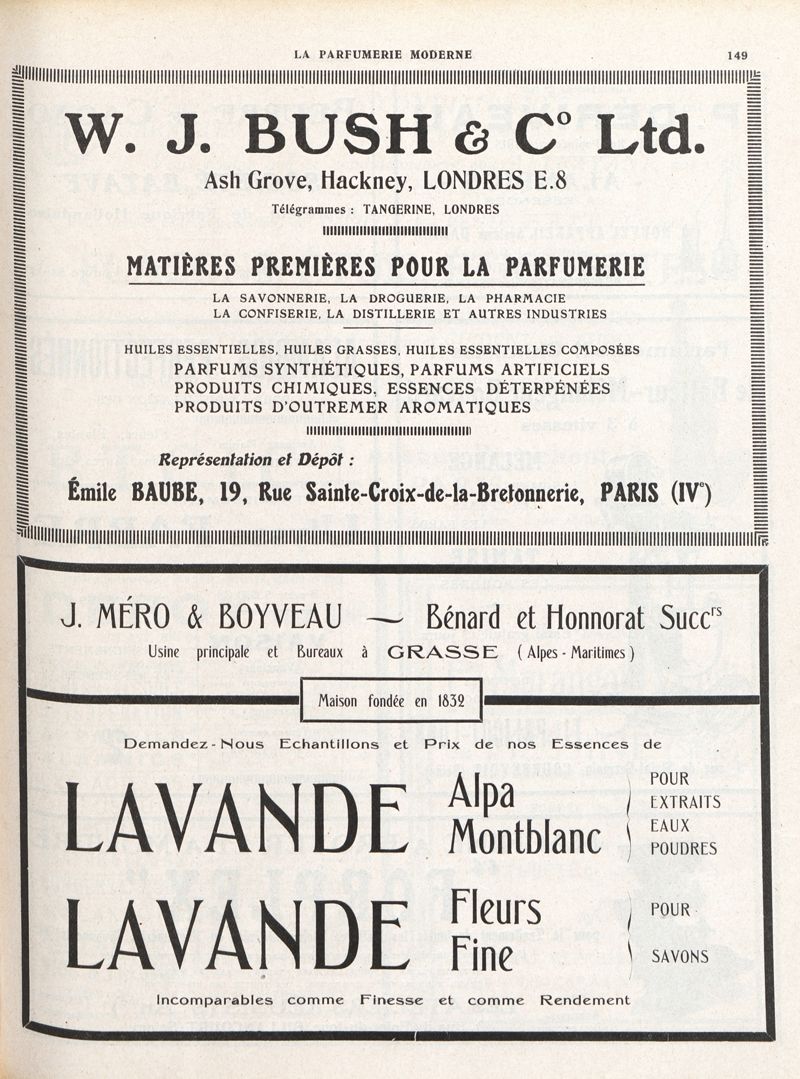 LA PARFUMERIE MODERNE 149
W. J. BUSH & Cº Ltd.
Ash Grove, Hackney, LONDRES E.8
Télégrammes : TANGERINE, LONDRES
MATIÈRES PREMIÈRES POUR LA PARFUMERIE
LA SAVONNERIE, LA DROGUERIE, LA PHARMACIE
LA CONFISERIE, LA DISTILLERIE ET AUTRES INDUSTRIES
HUILES ESSENTIELLES, HUILES GRASSES, HUILES ESSENTIELLES COMPOSÉES
PARFUMS SYNTHÉTIQUES, PARFUMS ARTIFICIELS
PRODUITS CHIMIQUES, ESSENCES DÉTERPÉNÉES
PRODUITS D'OUTREMER AROMATIQUES
Représentation et Dépôt :
Émile BAUBE, 19, Rue Sainte-Croix-de-la-Bretonnerie, PARIS (IVᵉ)
J. MÉRO & BOYVEAU — Bénard et Honnorat Succʳˢ
Usine principale et Bureaux à GRASSE (Alpes-Maritimes)
Maison fondée en 1832
Demandez-Nous Echantillons et Prix de nos Essences de
LAVANDE Alpa Montblanc
POUR
EXTRAITS
EAUX
POUDRES
LAVANDE Fleurs Fine
POUR
SAVONS
Incomparables comme Finesse et comme Rendement